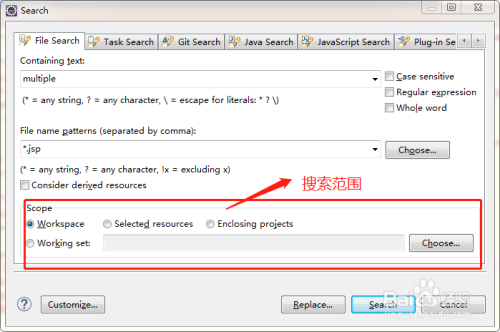 Search
File Search Task Search Git Search Java Search JavaScript Search Plug-in Se
Containing text:
multiple
Case sensitive
(* = any string, ? = any character, \ = escape for literals: * ? \)
Regular expression
Whole word
File name patterns (separated by comma):
*.jsp
Choose...
(* = any string, ? = any character, !x = excluding x)
Consider derived resources
搜索范围
Scope
Workspace Selected resources Enclosing projects
Working set: Choose...
Customize... Replace... Search Cancel